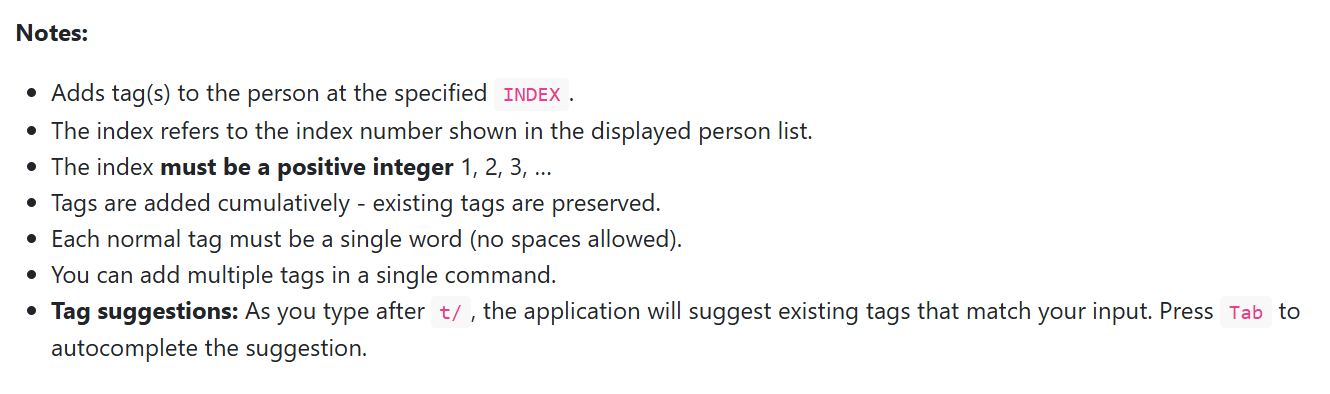 Notes:
• Adds tag(s) to the person at the specified INDEX.
• The index refers to the index number shown in the displayed person list.
• The index must be a positive integer 1, 2, 3, …
• Tags are added cumulatively - existing tags are preserved.
• Each normal tag must be a single word (no spaces allowed).
• You can add multiple tags in a single command.
• Tag suggestions: As you type after t/, the application will suggest existing tags that match your input. Press Tab to
autocomplete the suggestion.